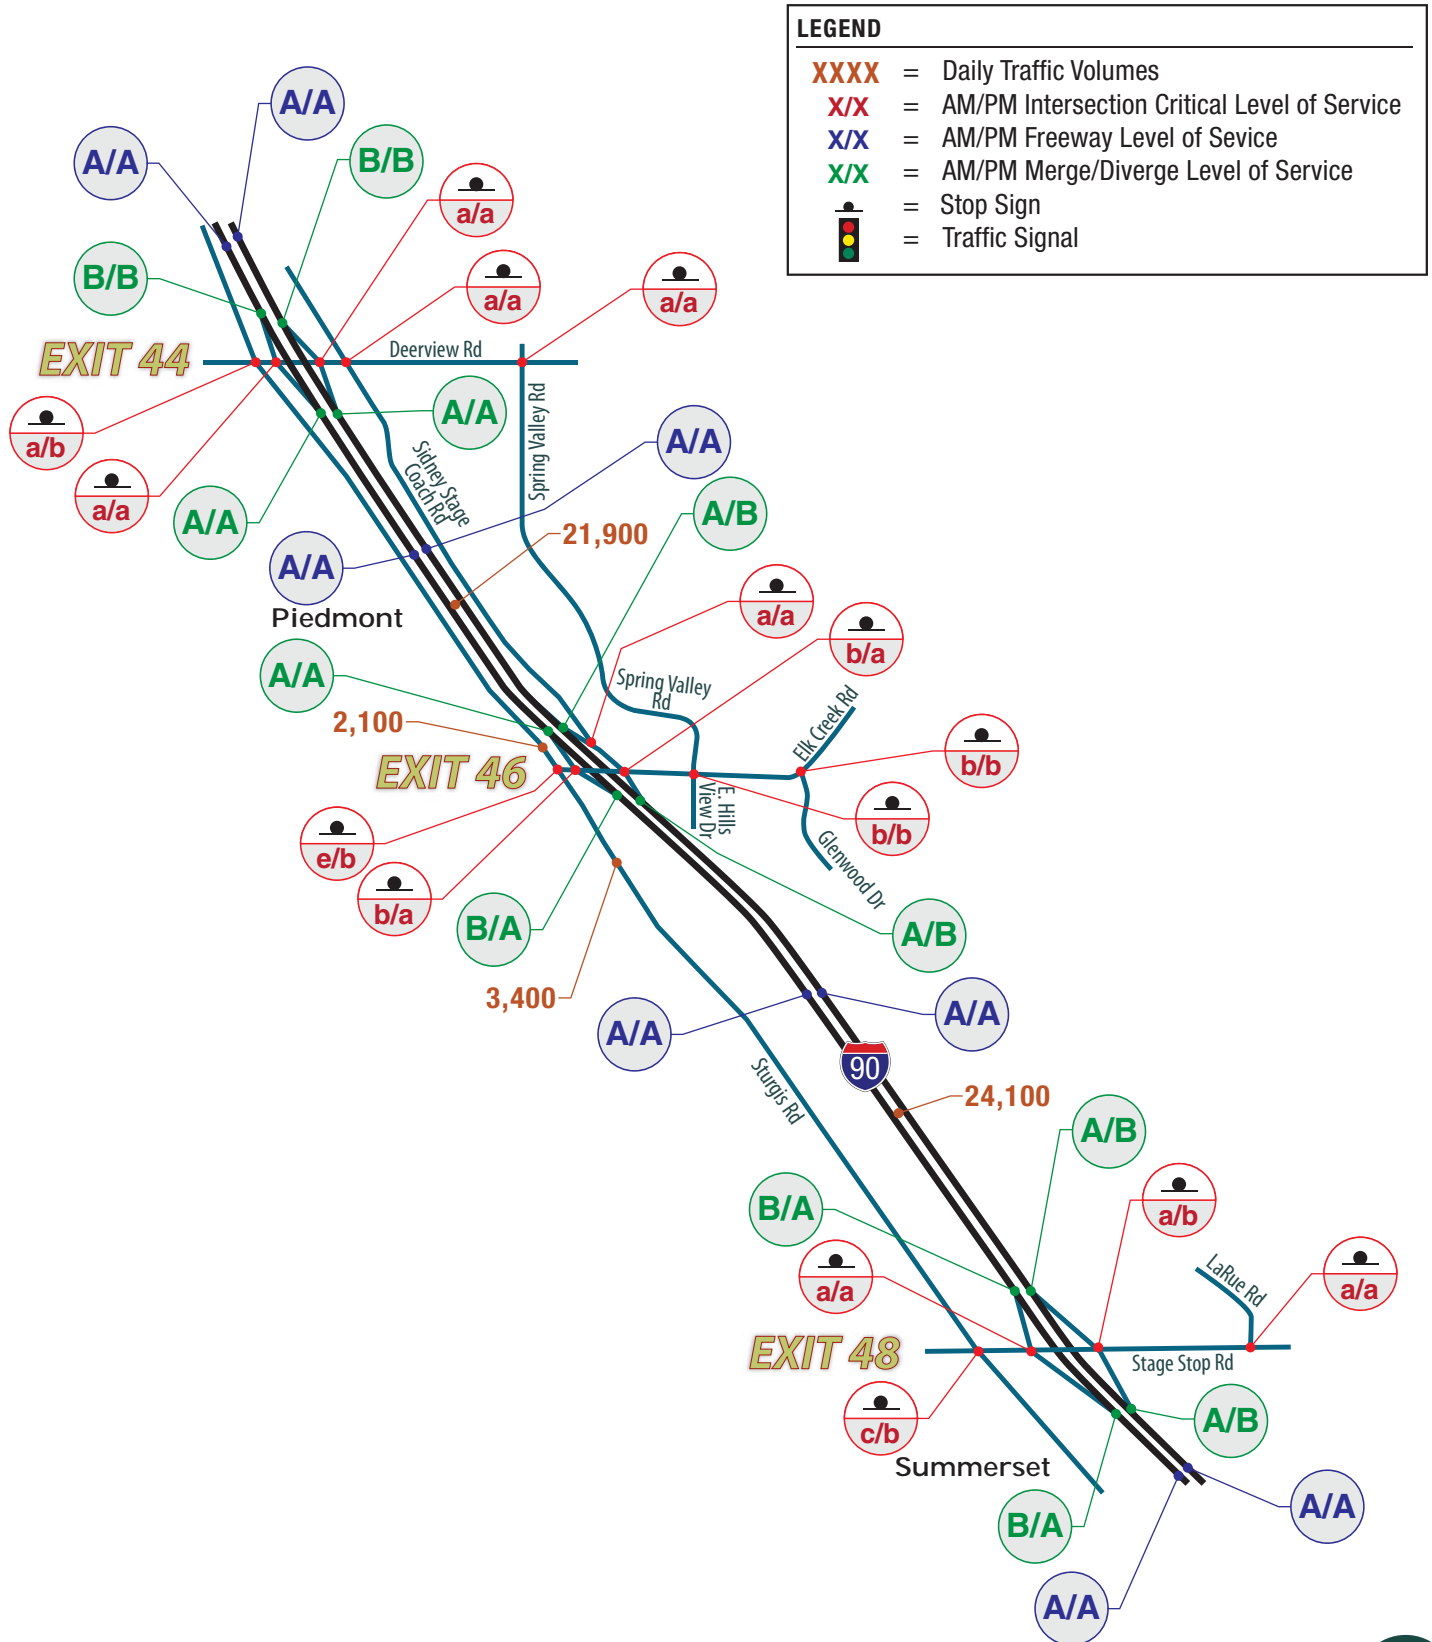 LEGEND
XXXX = Daily Traffic Volumes
X/X = AM/PM Intersection Critical Level of Service
X/X = AM/PM Freeway Level of Sevice
X/X = AM/PM Merge/Diverge Level of Service
= Stop Sign
= Traffic Signal
A/A
A/A
B/B
a/a
B/B
a/a
a/a
EXIT 44
Deerview Rd
a/b
A/A
Spring Valley Rd
A/A
a/a
A/A
Sidney Stage
Coach Rd
A/B
21,900
A/A
Piedmont
a/a
b/a
A/A
Spring Valley
Rd
2,100
Elk Creek Rd
b/b
EXIT 46
E. Hills
View Dr
b/b
e/b
Glenwood Dr
b/a
B/A
A/B
3,400
A/A
A/A
90
Sturgis Rd
24,100
A/B
B/A
a/b
a/a
LaRue Rd
a/a
EXIT 48
Stage Stop Rd
c/b
A/B
Summerset
B/A
A/A
A/A